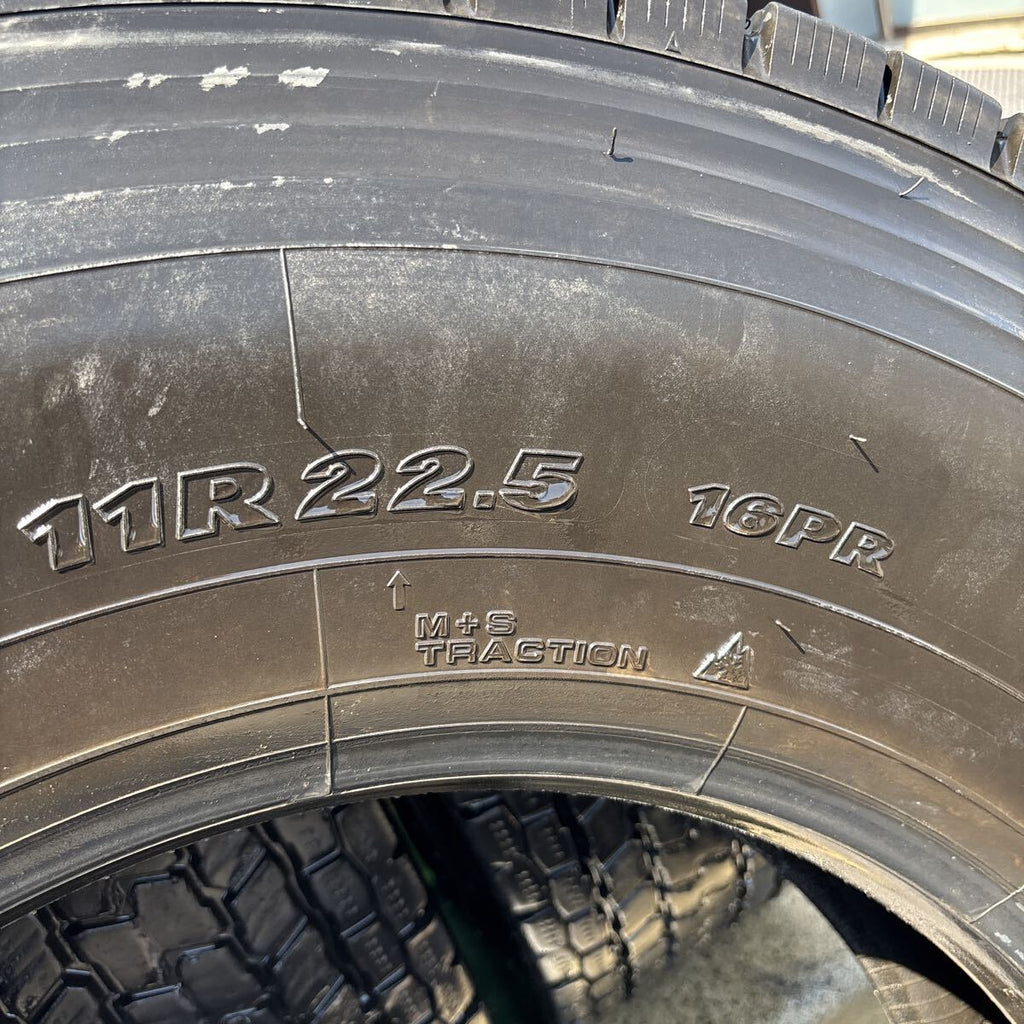 11R22.5 16PR
M+S
TRACTION